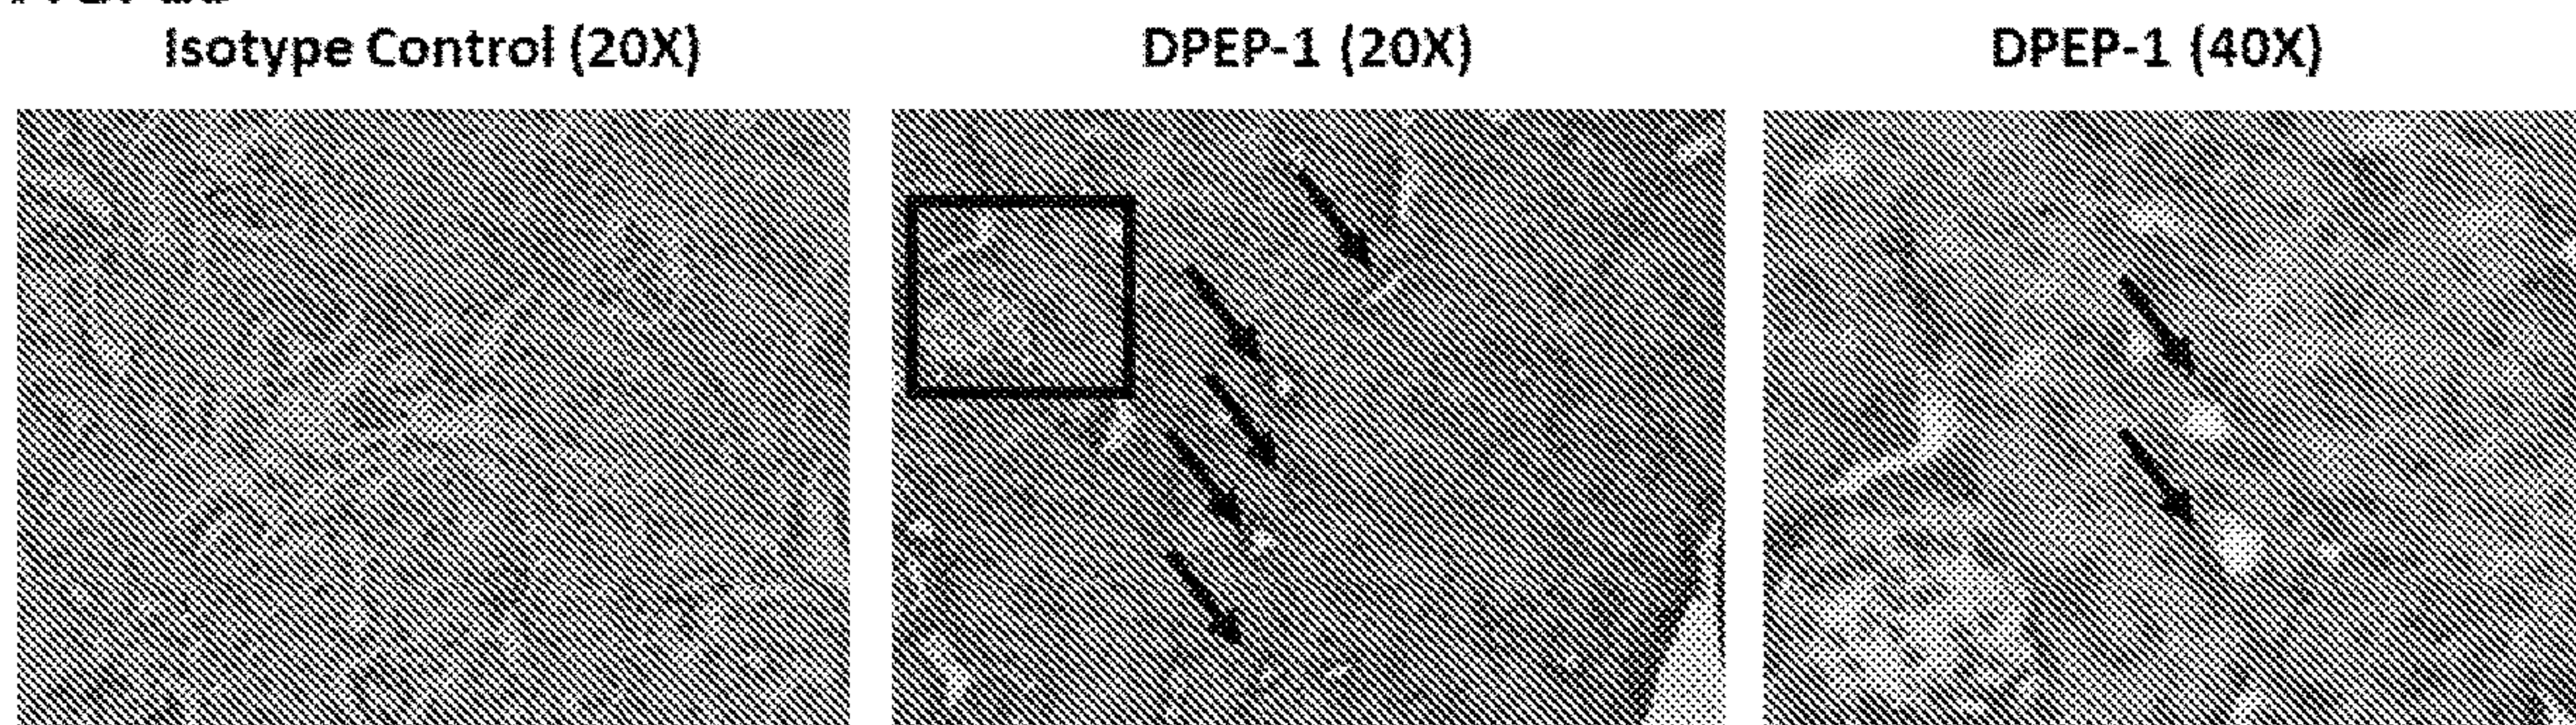 Isotype Control (20X)
DPEP-1 (20X)
DPEP-1 (40X)